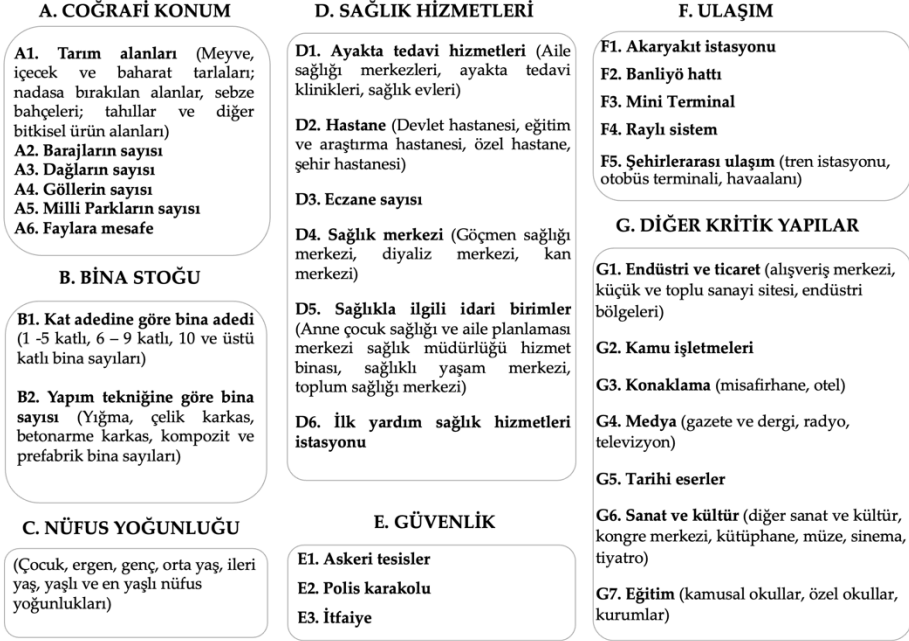 A. COĞRAFİ KONUM
A1. Tarım alanları (Meyve,
içecek ve baharat tarlaları;
nadasa bırakılan alanlar, sebze
bahçeleri; tahıllar ve diğer
bitkisel ürün alanları)
A2. Barajların sayısı
A3. Dağların sayısı
A4. Göllerin sayısı
A5. Milli Parkların sayısı
A6. Faylara mesafe
B. BİNA STOĞU
B1. Kat adedine göre bina adedi
(1 -5 katlı, 6 – 9 katlı, 10 ve üstü
katlı bina sayıları)
B2. Yapım tekniğine göre bina
sayısı (Yığma, çelik karkas,
betonarme karkas, kompozit ve
prefabrik bina sayıları)
C. NÜFUS YOĞUNLUĞU
(Çocuk, ergen, genç, orta yaş, ileri
yaş, yaşlı ve en yaşlı nüfus
yoğunlukları)
D. SAĞLIK HİZMETLERİ
D1. Ayakta tedavi hizmetleri (Aile
sağlığı merkezleri, ayakta tedavi
klinikleri, sağlık evleri)
D2. Hastane (Devlet hastanesi, eğitim
ve araştırma hastanesi, özel hastane,
şehir hastanesi)
D3. Eczane sayısı
D4. Sağlık merkezi (Göçmen sağlığı
merkezi, diyaliz merkezi, kan
merkezi)
D5. Sağlıkla ilgili idari birimler
(Anne çocuk sağlığı ve aile planlaması
merkezi sağlık müdürlüğü hizmet
binası, sağlıklı yaşam merkezi,
toplum sağlığı merkezi)
D6. İlk yardım sağlık hizmetleri
istasyonu
E. GÜVENLİK
E1. Askeri tesisler
E2. Polis karakolu
E3. İtfaiye
F. ULAŞIM
F1. Akaryakıt istasyonu
F2. Banliyö hattı
F3. Mini Terminal
F4. Raylı sistem
F5. Şehirlerarası ulaşım (tren istasyonu,
otobüs terminali, havaalanı)
G. DİĞER KRİTİK YAPILAR
G1. Endüstri ve ticaret (alışveriş merkezi,
küçük ve toplu sanayi sitesi, endüstri
bölgeleri)
G2. Kamu işletmeleri
G3. Konaklama (misafirhane, otel)
G4. Medya (gazete ve dergi, radyo,
televizyon)
G5. Tarihi eserler
G6. Sanat ve kültür (diğer sanat ve kültür,
kongre merkezi, kütüphane, müze, sinema,
tiyatro)
G7. Eğitim (kamusal okullar, özel okullar,
kurumlar)